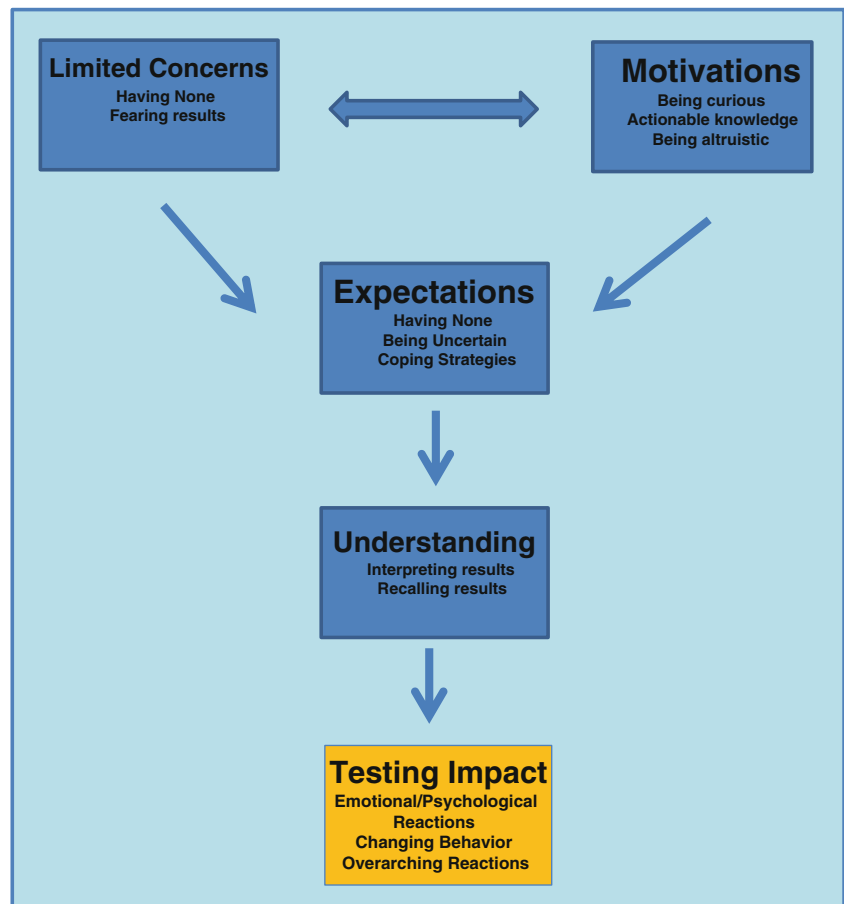 Limited Concerns
Having None
Fearing results
Motivations
Being curious
Actionable knowledge
Being altruistic
Expectations
Having None
Being Uncertain
Coping Strategies
Understanding
Interpreting results
Recalling results
Testing Impact
Emotional/Psychological
Reactions
Changing Behavior
Overarching Reactions